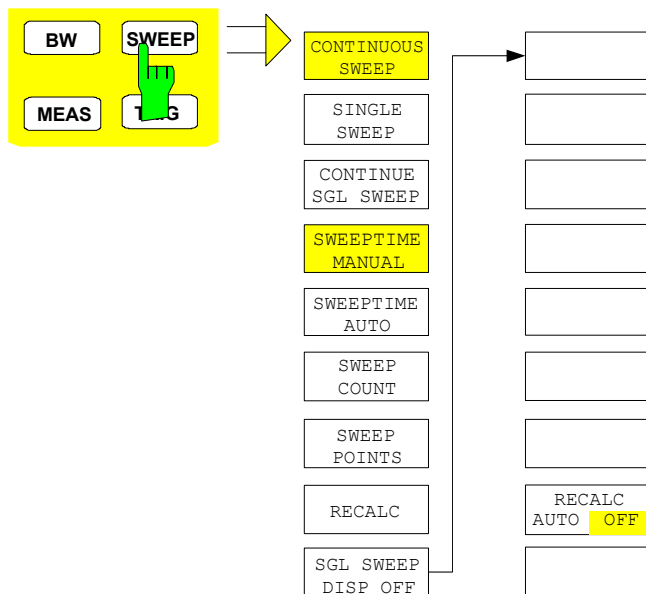 BW
SWEEP
MEAS
CONTINUOUS
SWEEP
SINGLE
SWEEP
CONTINUE
SGL SWEEP
SWEEPTIME
MANUAL
SWEEPTIME
AUTO
SWEEP
COUNT
SWEEP
POINTS
RECALC
SGL SWEEP
DISP OFF
RECALC
AUTO OFF